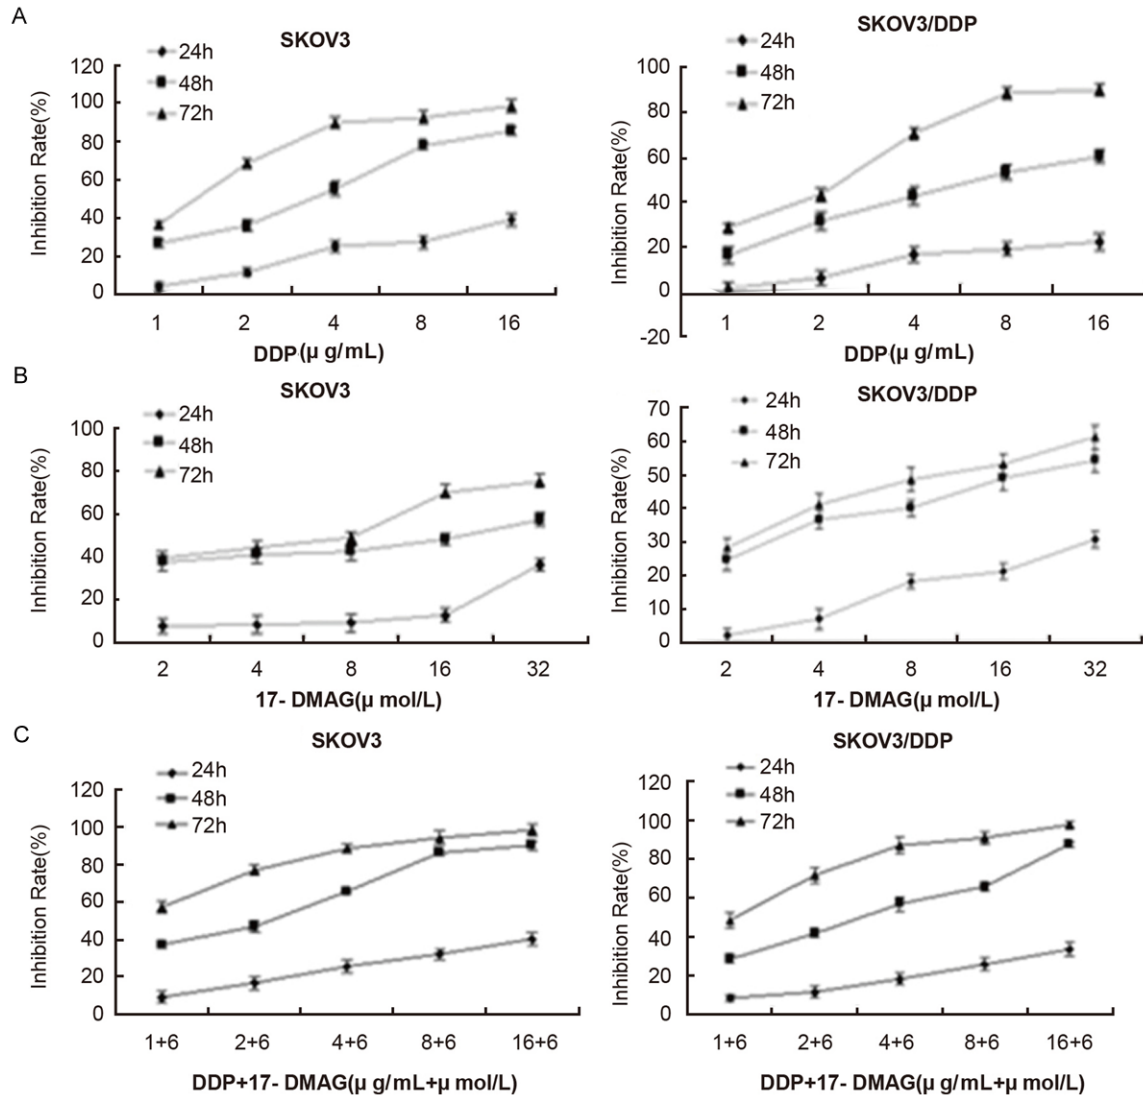 A
SKOV3
24h
48h
72h
Inhibition Rate(%)
120
100
80
60
40
20
0
1 2 4 8 16
DDP(μ g/mL)
SKOV3/DDP
24h
48h
72h
Inhibition Rate(%)
100
80
60
40
20
0
-20
1 2 4 8 16
DDP(μ g/mL)
B
SKOV3
24h
48h
72h
Inhibition Rate(%)
100
80
60
40
20
0
2 4 8 16 32
17- DMAG(μ mol/L)
SKOV3/DDP
24h
48h
72h
Inhibition Rate(%)
70
60
50
40
30
20
10
0
2 4 8 16 32
17- DMAG(μ mol/L)
C
SKOV3
24h
48h
72h
Inhibition Rate(%)
120
100
80
60
40
20
0
1+6 2+6 4+6 8+6 16+6
DDP+17- DMAG(μ g/mL+μ mol/L)
SKOV3/DDP
24h
48h
72h
Inhibition Rate(%)
120
100
80
60
40
20
0
1+6 2+6 4+6 8+6 16+6
DDP+17- DMAG(μ g/mL+μ mol/L)